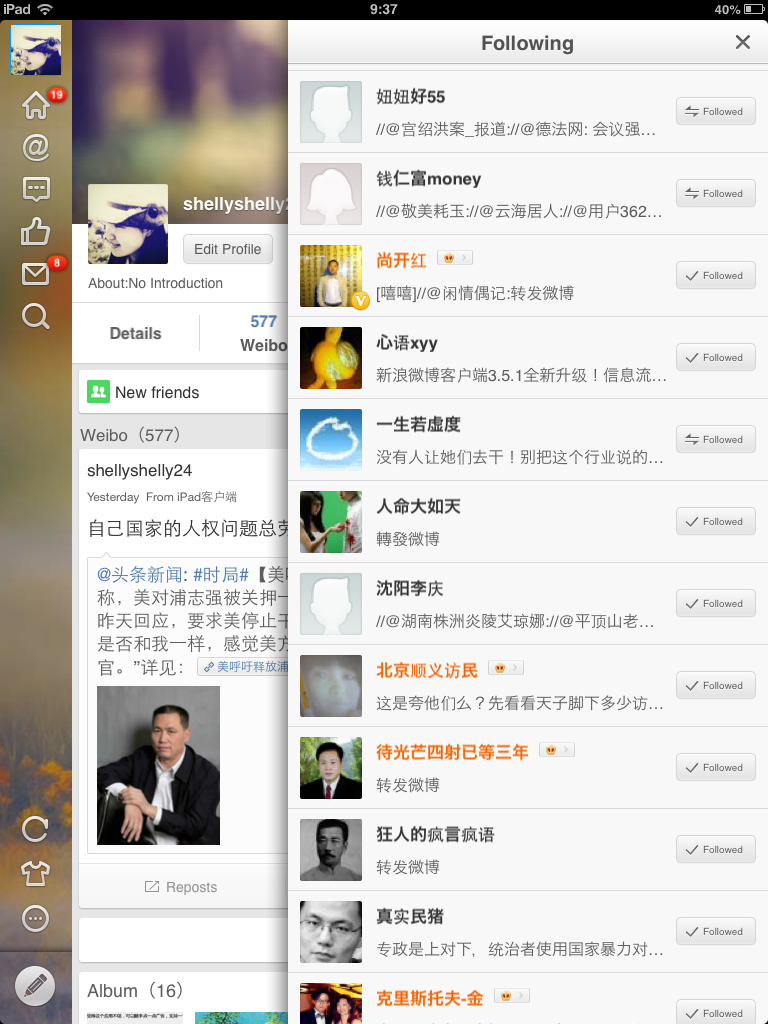 iPad
9:37
40%
19
8
shellyshelly2
Edit Profile
About:No Introduction
Details
577
Weibo
New friends
Weibo（577）
shellyshelly24
Yesterday From iPad客户端
自己国家的人权问题总
@头条新闻: #时局#【美
称，美对浦志强被关押一
昨天回应，要求美停止干
是否和我一样，感觉美方
官。”详见：
美呼吁释放浦
Reposts
Album（16）
Following
妞妞好55
//@宫绍洪案_报道://@德法网: 会议强…
Followed
钱仁富money
//@敬美耗玉://@云海居人://@用户362…
Followed
尚开红
[嘻嘻]//@闲情偶记:转发微博
Followed
心语xyy
新浪微博客户端3.5.1全新升级！信息流…
Followed
一生若虚度
没有人让她们去干！别把这个行业说的…
Followed
人命大如天
轉發微博
Followed
沈阳李庆
//@湖南株洲炎陵艾琼娜://@平顶山老…
Followed
北京顺义访民
这是夸他们么？先看看天子脚下多少访…
Followed
待光芒四射已等三年
转发微博
Followed
狂人的疯言疯语
转发微博
Followed
真实民猪
专政是上对下，统治者使用国家暴力对…
Followed
克里斯托夫-金
Followed